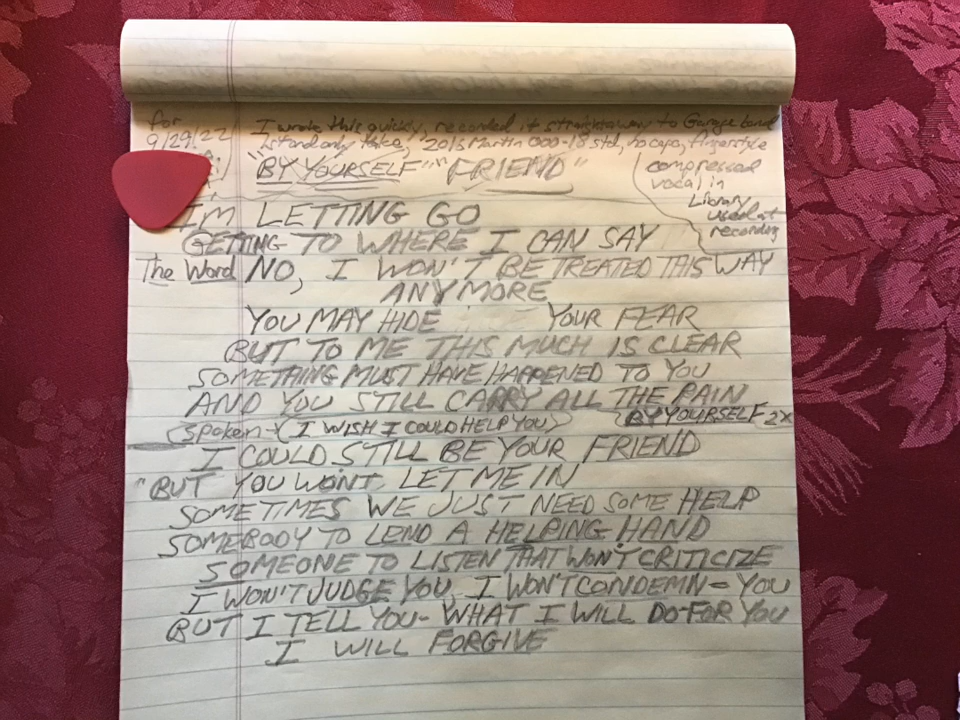 for
9/29/22
I wrote this quickly, recorded it straightaway to Garage band
1st and only take, 2015 Martin 000-18 std, no capo, fingerstyle
"BY YOURSELF" "FRIEND"
compressed
vocal in
Library
used at
recording
I'M LETTING GO
GETTING TO WHERE I CAN SAY
The Word NO, I WON'T BE TREATED THIS WAY
ANYMORE
YOU MAY HIDE YOUR FEAR
BUT TO ME THIS MUCH IS CLEAR
SOMETHING MUST HAVE HAPPENED TO YOU
AND YOU STILL CARRY ALL THE PAIN
(spoken - (I WISH I COULD HELP YOU) (BY YOURSELF 2X
I COULD STILL BE YOUR FRIEND
"BUT YOU WON'T LET ME IN
SOMETIMES WE JUST NEED SOME HELP
SOMEBODY TO LEND A HELPING HAND
SOMEONE TO LISTEN THAT WON'T CRITICIZE
I WON'T JUDGE YOU, I WON'T CONDEMN - YOU
BUT I TELL YOU - WHAT I WILL DO - FOR YOU
I WILL FORGIVE